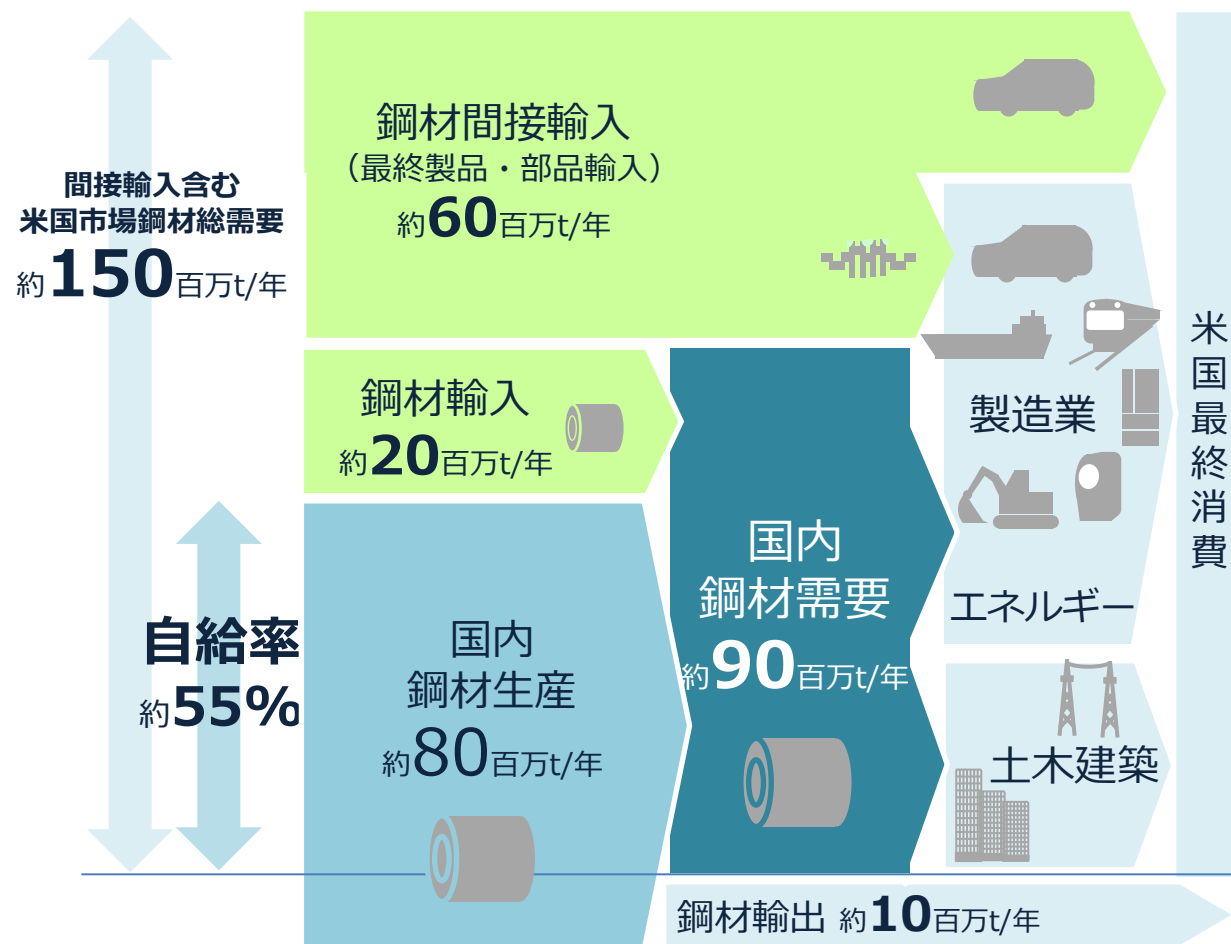 間接輸入含む
米国市場鋼材総需要
約150百万t/年
自給率
約55%
鋼材間接輸入
（最終製品・部品輸入）
約60百万t/年
鋼材輸入
約20百万t/年
国内
鋼材生産
約80百万t/年
国内
鋼材需要
約90百万t/年
製造業
エネルギー
土木建築
鋼材輸出 約10百万t/年
米国最終消費